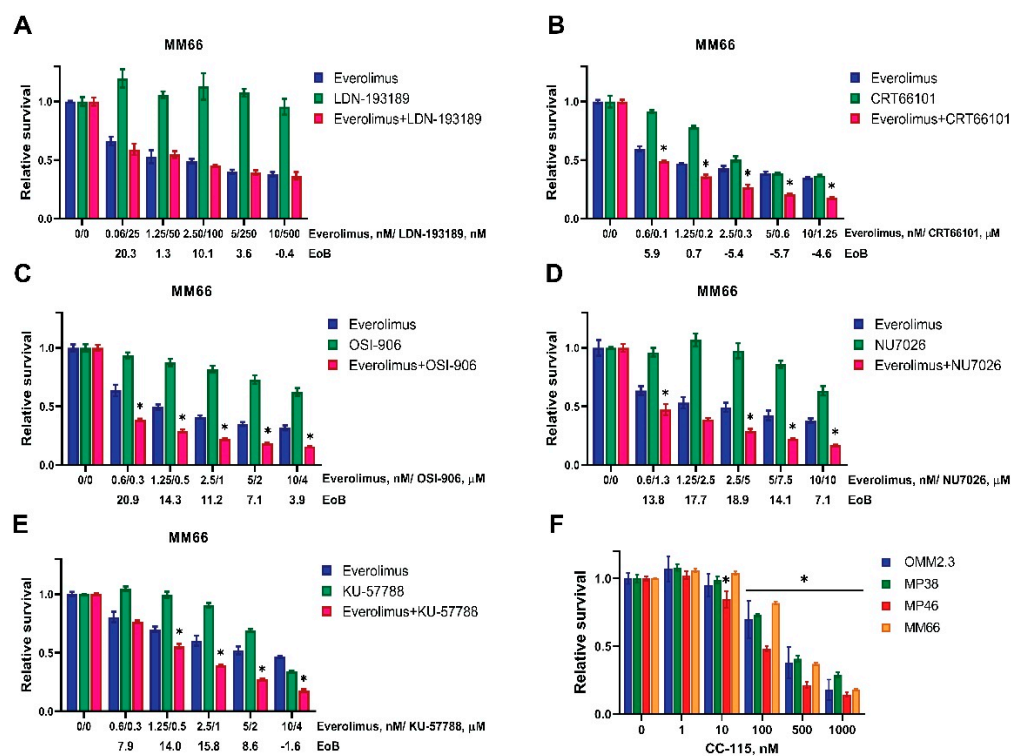 A
MM66
Relative survival
1.0
0.5
0.0
Everolimus
LDN-193189
Everolimus+LDN-193189
0/0 0.06/25 1.25/50 2.50/100 5/250 10/500 Everolimus, nM/ LDN-193189, nM
20.3 1.3 10.1 3.6 -0.4 EoB
B
MM66
Relative survival
1.0
0.5
0.0
Everolimus
CRT66101
Everolimus+CRT66101
* * * * *
0/0 0.6/0.1 1.25/0.2 2.5/0.3 5/0.6 10/1.25 Everolimus, nM/ CRT66101, μM
5.9 0.7 -5.4 -5.7 -4.6 EoB
C
MM66
Relative survival
1.0
0.5
0.0
Everolimus
OSI-906
Everolimus+OSI-906
* * * * *
0/0 0.6/0.3 1.25/0.5 2.5/1 5/2 10/4 Everolimus, nM/ OSI-906, μM
20.9 14.3 11.2 7.1 3.9 EoB
D
MM66
Relative survival
1.0
0.5
0.0
Everolimus
NU7026
Everolimus+NU7026
* * * *
0/0 0.6/1.3 1.25/2.5 2.5/5 5/7.5 10/10 Everolimus, nM/ NU7026, μM
13.8 17.7 18.9 14.1 7.1 EoB
E
MM66
Relative survival
1.0
0.5
0.0
Everolimus
KU-57788
Everolimus+KU-57788
* * * *
0/0 0.6/0.3 1.25/0.5 2.5/1 5/2 10/4 Everolimus, nM/ KU-57788, μM
7.9 14.0 15.8 8.6 -1.6 EoB
F
Relative survival
1.0
0.5
0.0
* *
OMM2.3
MP38
MP46
MM66
0 1 10 100 500 1000
CC-115, nM